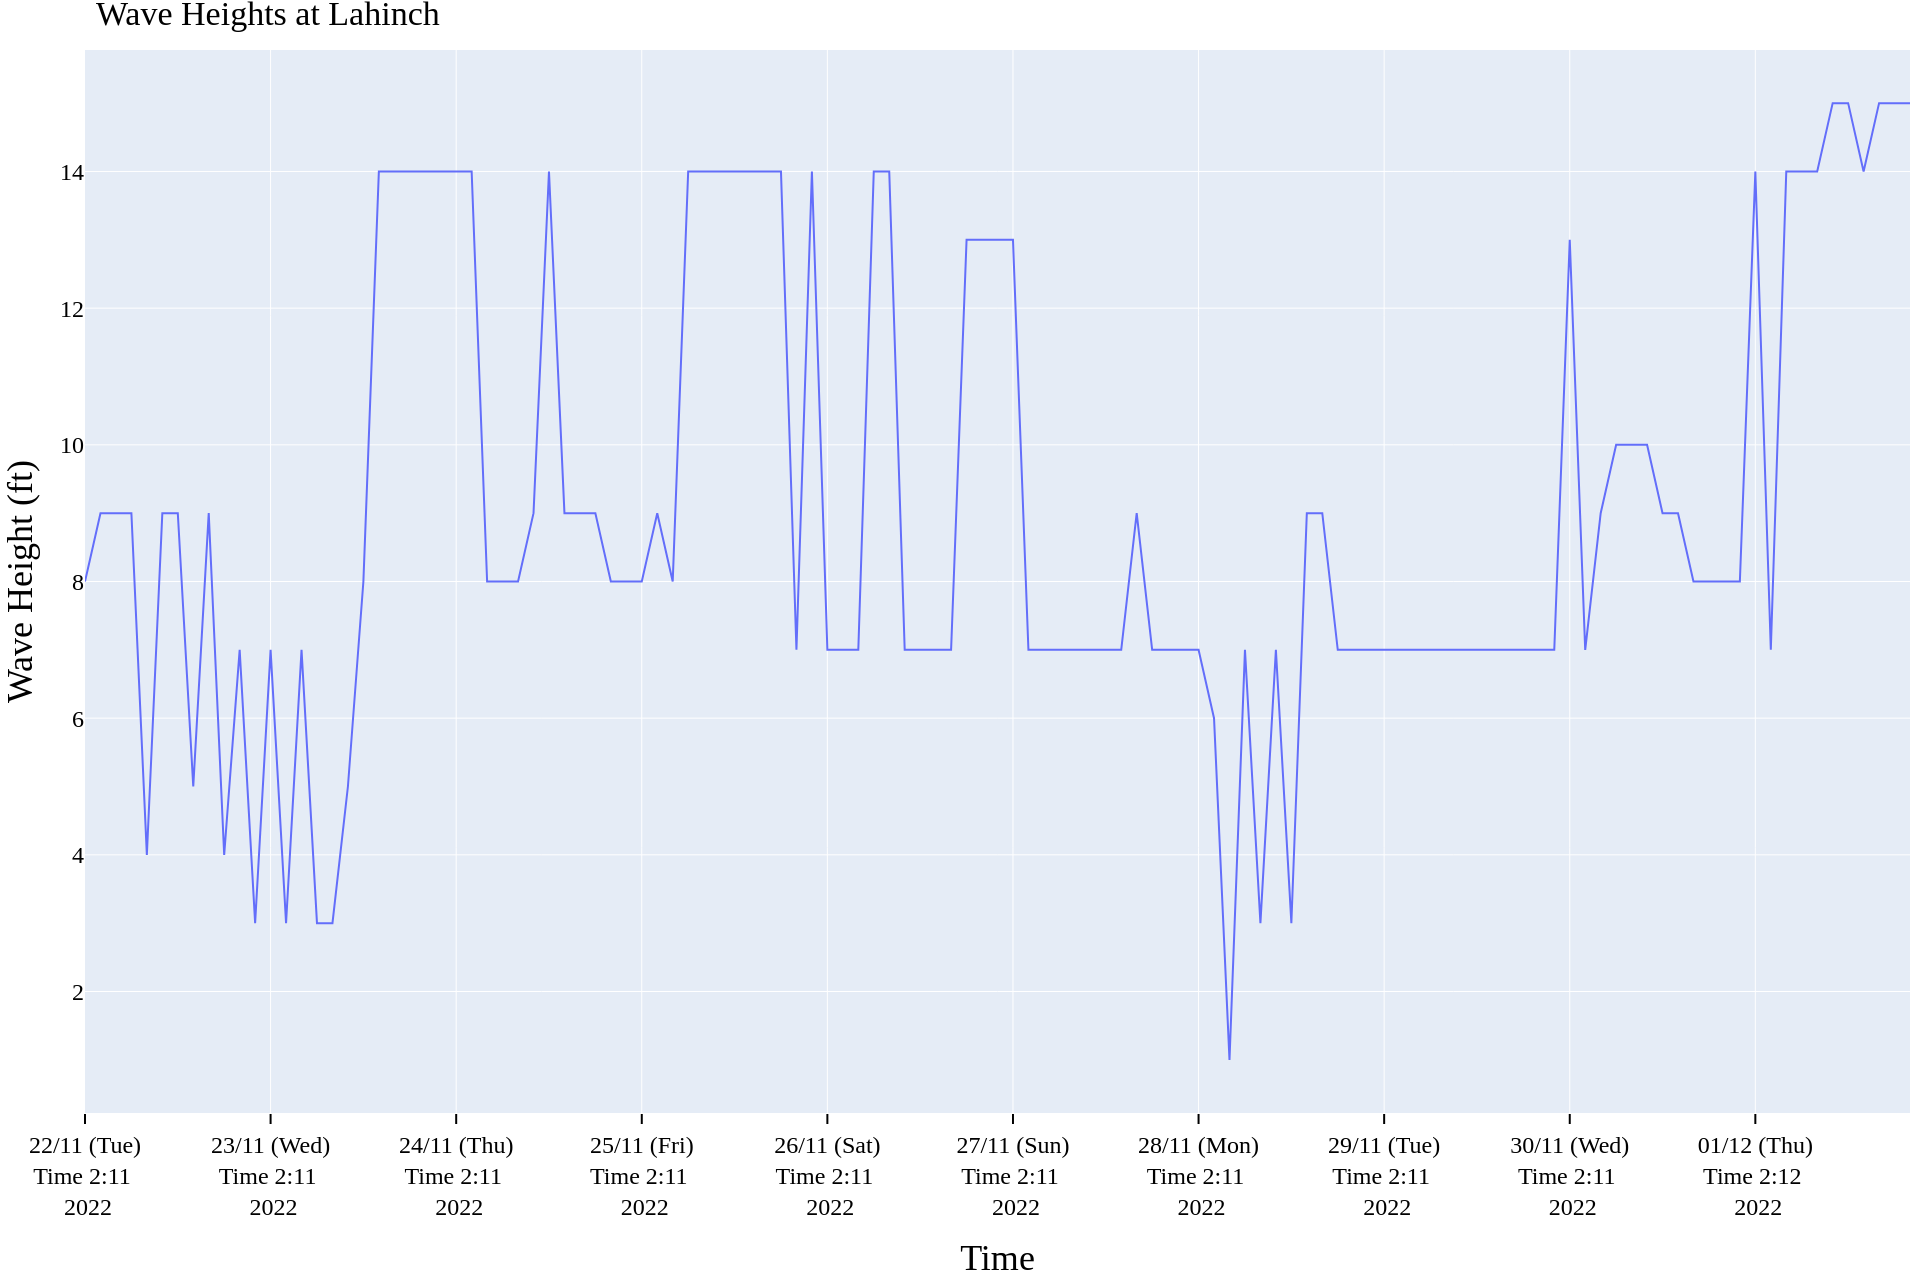 Wave Heights at Lahinch
Wave Height (ft)
14
12
10
8
6
4
2
22/11 (Tue)
Time 2:11
2022
23/11 (Wed)
Time 2:11
2022
24/11 (Thu)
Time 2:11
2022
25/11 (Fri)
Time 2:11
2022
26/11 (Sat)
Time 2:11
2022
27/11 (Sun)
Time 2:11
2022
28/11 (Mon)
Time 2:11
2022
29/11 (Tue)
Time 2:11
2022
30/11 (Wed)
Time 2:11
2022
01/12 (Thu)
Time 2:12
2022
Time